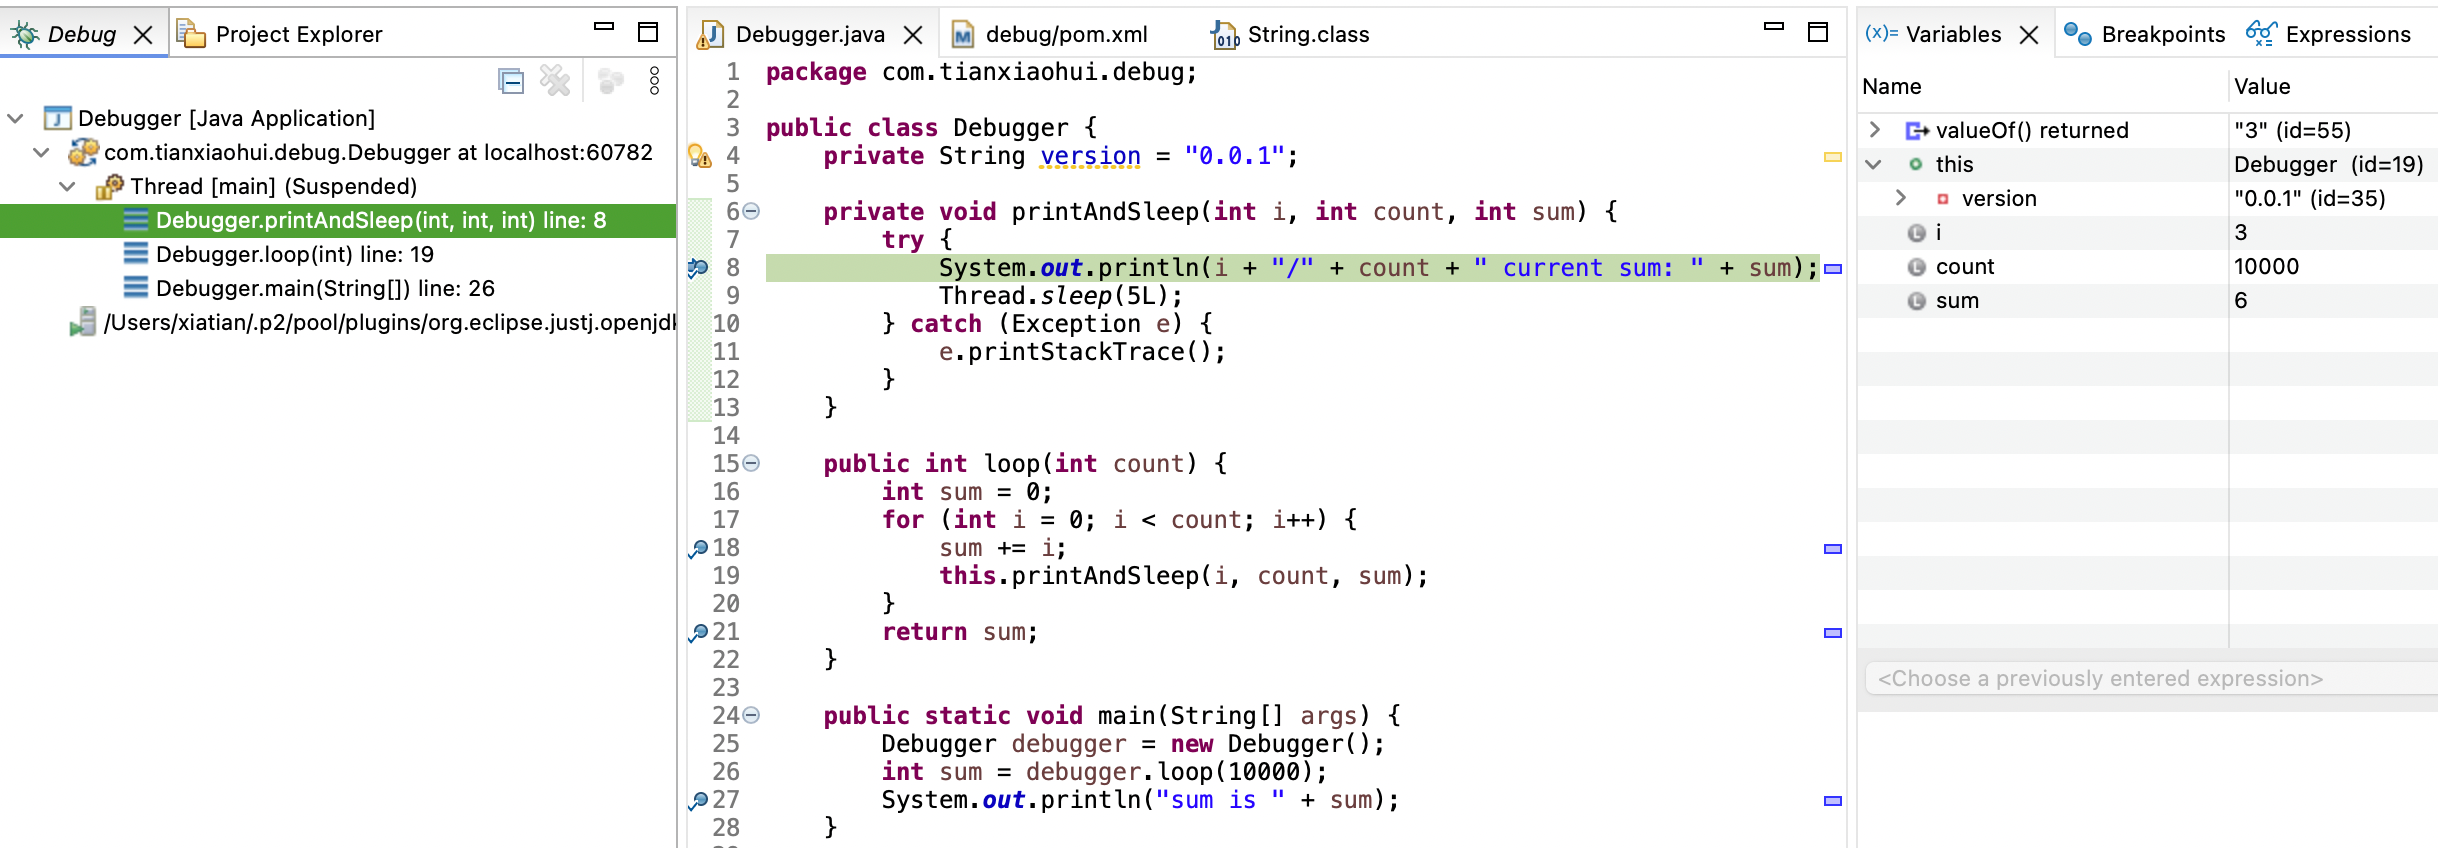 Debug
Project Explorer
Debugger [Java Application]
com.tianxiaohui.debug.Debugger at localhost:60782
Thread [main] (Suspended)
Debugger.printAndSleep(int, int, int) line: 8
Debugger.loop(int) line: 19
Debugger.main(String[]) line: 26
/Users/xiatian/.p2/pool/plugins/org.eclipse.justj.openjdk
Debugger.java
debug/pom.xml
String.class
1 package com.tianxiaohui.debug;
2
3 public class Debugger {
4     private String version = "0.0.1";
5
6     private void printAndSleep(int i, int count, int sum) {
7         try {
8             System.out.println(i + "/" + count + " current sum: " + sum);
9             Thread.sleep(5L);
10         } catch (Exception e) {
11             e.printStackTrace();
12         }
13     }
14
15     public int loop(int count) {
16         int sum = 0;
17         for (int i = 0; i < count; i++) {
18             sum += i;
19             this.printAndSleep(i, count, sum);
20         }
21         return sum;
22     }
23
24     public static void main(String[] args) {
25         Debugger debugger = new Debugger();
26         int sum = debugger.loop(10000);
27         System.out.println("sum is " + sum);
28     }
(x)= Variables
Breakpoints
Expressions
Name Value
valueOf() returned "3" (id=55)
this Debugger (id=19)
version "0.0.1" (id=35)
i 3
count 10000
sum 6
<Choose a previously entered expression>